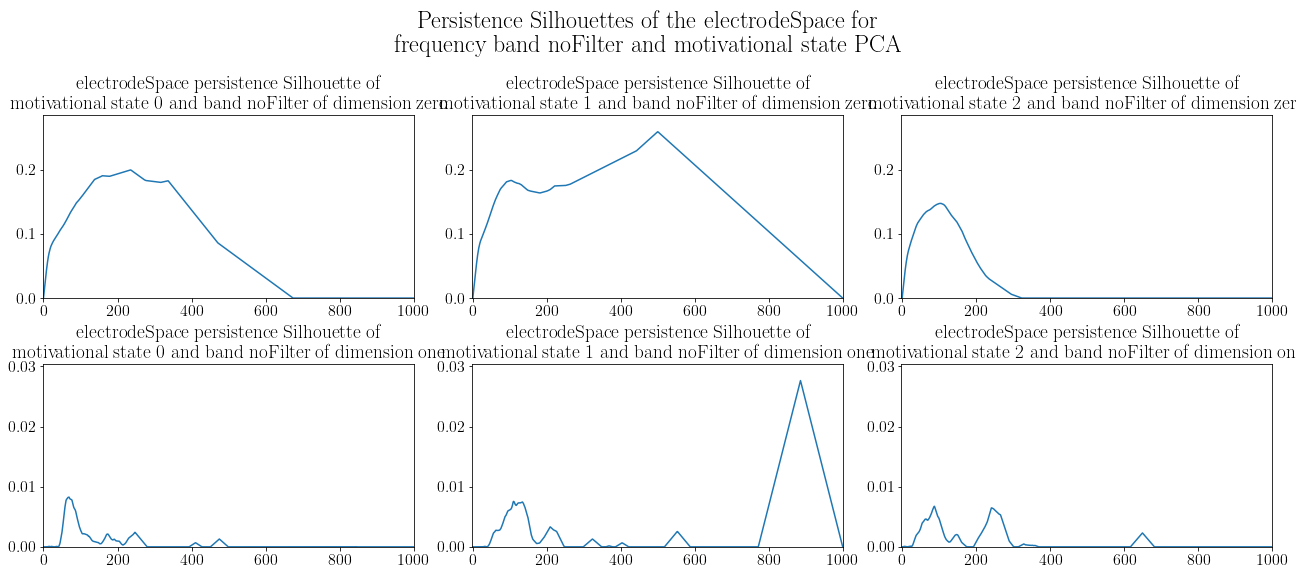 Persistence Silhouettes of the electrodeSpace for
frequency band noFilter and motivational state PCA
electrodeSpace persistence Silhouette of
motivational state 0 and band noFilter of dimension zero
electrodeSpace persistence Silhouette of
motivational state 1 and band noFilter of dimension zero
electrodeSpace persistence Silhouette of
motivational state 2 and band noFilter of dimension zer
0.2
0.1
0.0
0 200 400 600 800 1000
0.2
0.1
0.0
0 200 400 600 800 1000
0.2
0.1
0.0
0 200 400 600 800 1000
electrodeSpace persistence Silhouette of
motivational state 0 and band noFilter of dimension one
electrodeSpace persistence Silhouette of
motivational state 1 and band noFilter of dimension one
electrodeSpace persistence Silhouette of
motivational state 2 and band noFilter of dimension on
0.03
0.02
0.01
0.00
0 200 400 600 800 1000
0.03
0.02
0.01
0.00
0 200 400 600 800 1000
0.03
0.02
0.01
0.00
0 200 400 600 800 1000